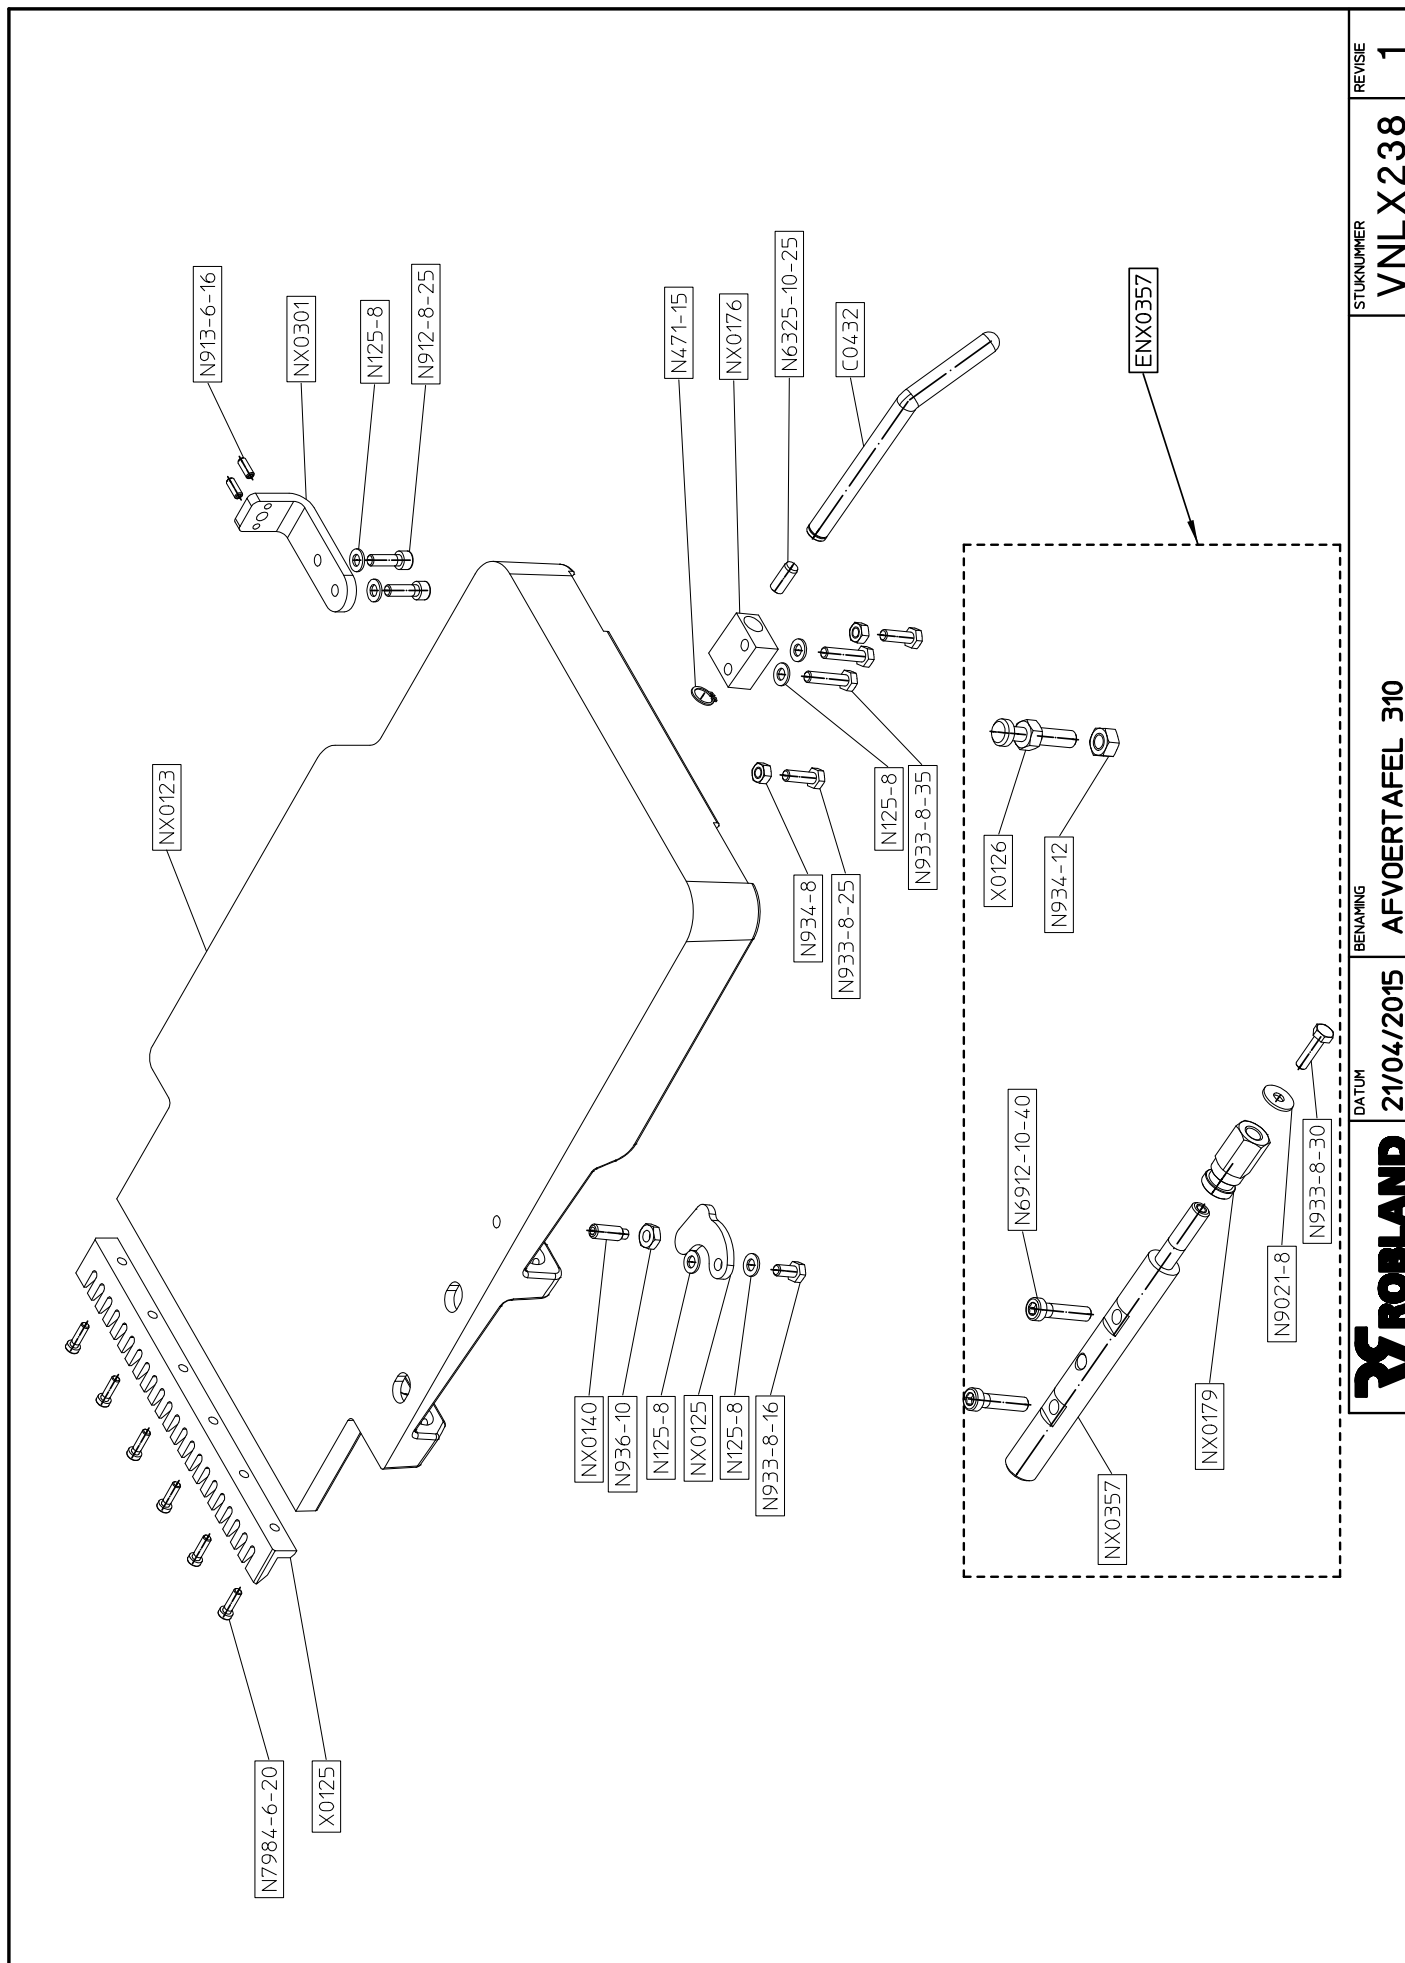 N7984-6-20
X0125
NX0123
N913-6-16
NX0301
N125-8
N912-8-25
NX0140
N936-10
N125-8
NX0125
N125-8
N933-8-16
N934-8
N933-8-25
N125-8
N933-8-35
N471-15
NX0176
N6325-10-25
C0432
ENX0357
NX0357
NX0179
N6912-10-40
N9021-8
N933-8-30
X0126
N934-12
ROBLAND
DATUM
21/04/2015
BENAMING
AFVOERTAFEL 310
STUKNUMMER
VNLX238
REVISIE
1